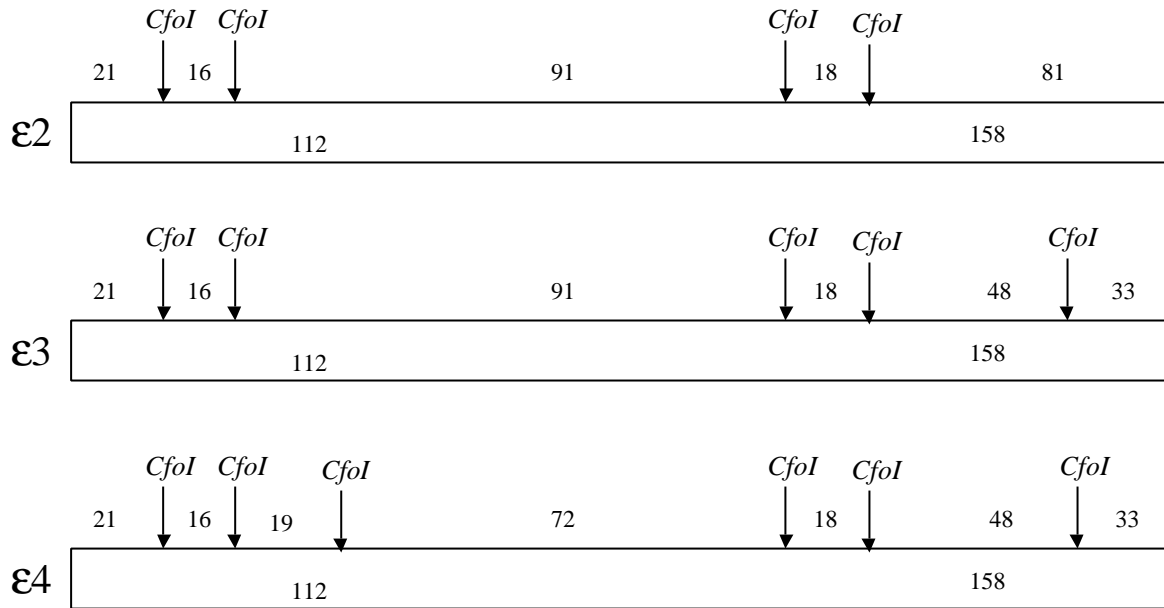 CfoI CfoI CfoI CfoI
21 16 91 18 81
ε2 112 158
CfoI CfoI CfoI CfoI CfoI
21 16 91 18 48 33
ε3 112 158
CfoI CfoI CfoI CfoI CfoI CfoI
21 16 19 72 18 48 33
ε4 112 158